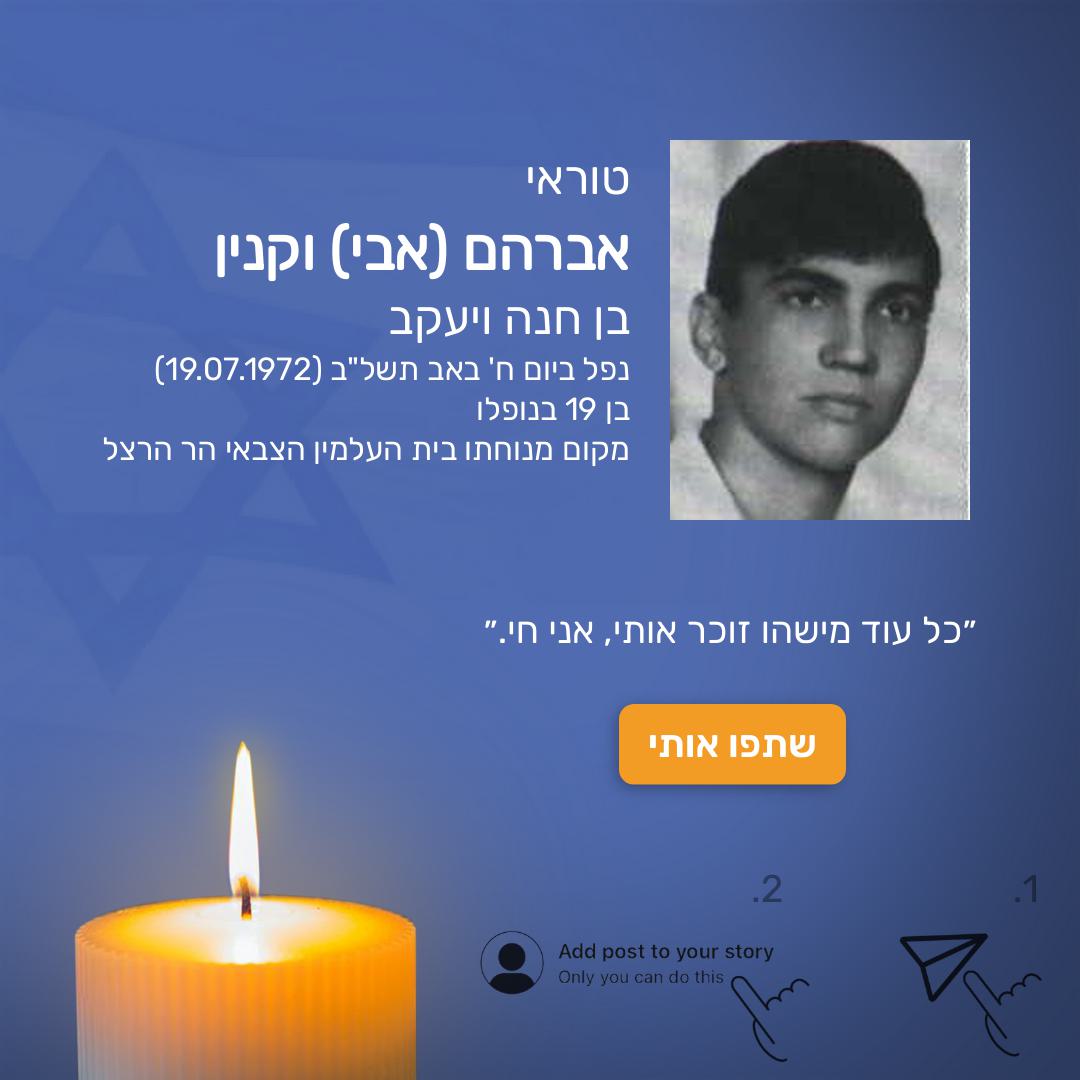 טוראי
אברהם (אבי) וקנין
בן חנה ויעקב
נפל ביום ח' באב תשל"ב (19.07.1972)
בן 19 בנופלו
מקום מנוחתו בית העלמין הצבאי הר הרצל
״כל עוד מישהו זוכר אותי, אני חי.״
שתפו אותי
.1
.2
Add post to your story
Only you can do this